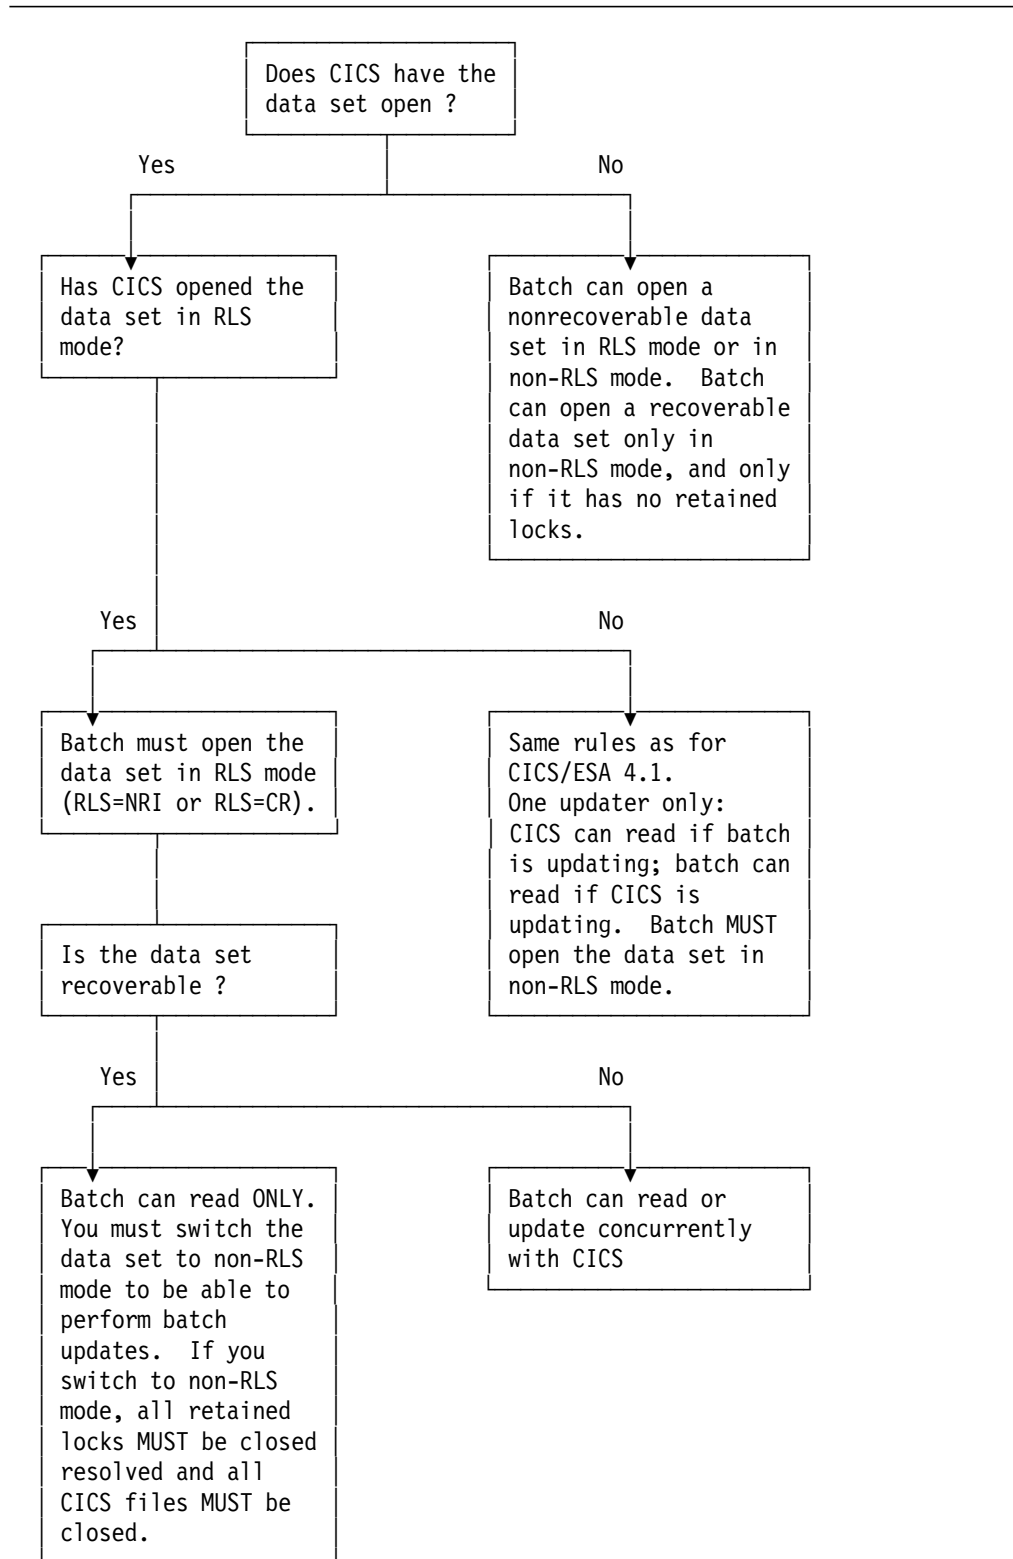 Does CICS have the
data set open ?
Yes
No
Has CICS opened the
data set in RLS
mode?
Batch can open a
nonrecoverable data
set in RLS mode or in
non-RLS mode.  Batch
can open a recoverable
data set only in
non-RLS mode, and only
if it has no retained
locks.
Yes
No
Batch must open the
data set in RLS mode
(RLS=NRI or RLS=CR).
Same rules as for
CICS/ESA 4.1.
One updater only:
CICS can read if batch
is updating; batch can
read if CICS is
updating.  Batch MUST
open the data set in
non-RLS mode.
Is the data set
recoverable ?
Yes
No
Batch can read ONLY.
You must switch the
data set to non-RLS
mode to be able to
perform batch
updates.  If you
switch to non-RLS
mode, all retained
locks MUST be closed
resolved and all
CICS files MUST be
closed.
Batch can read or
update concurrently
with CICS